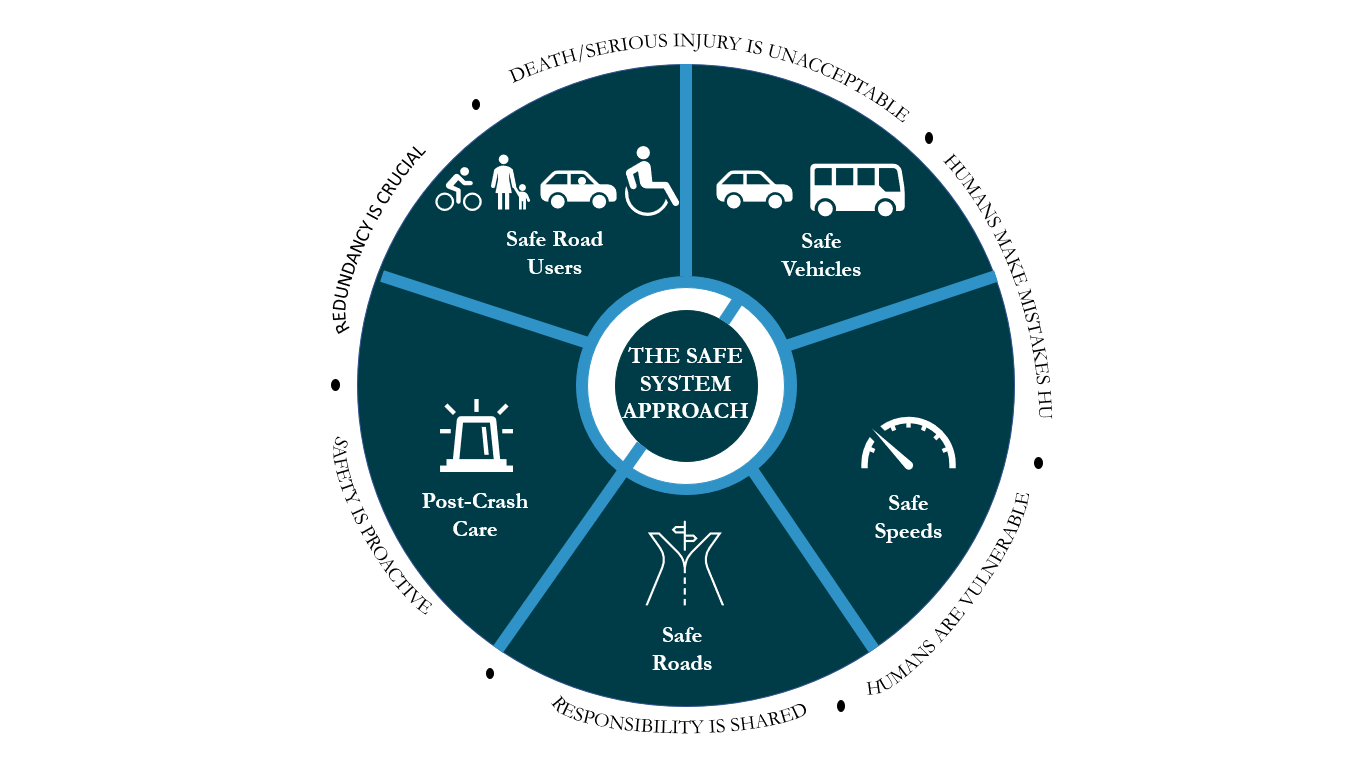 DEATH/SERIOUS INJURY IS UNACCEPTABLE
HUMANS MAKE MISTAKES HU
HUMANS ARE VULNERABLE
RESPONSIBILITY IS SHARED
SAFETY IS PROACTIVE
REDUNDANCY IS CRUCIAL
Safe Road
Users
Safe
Vehicles
THE SAFE
SYSTEM
APPROACH
Post-Crash
Care
Safe
Speeds
Safe
Roads